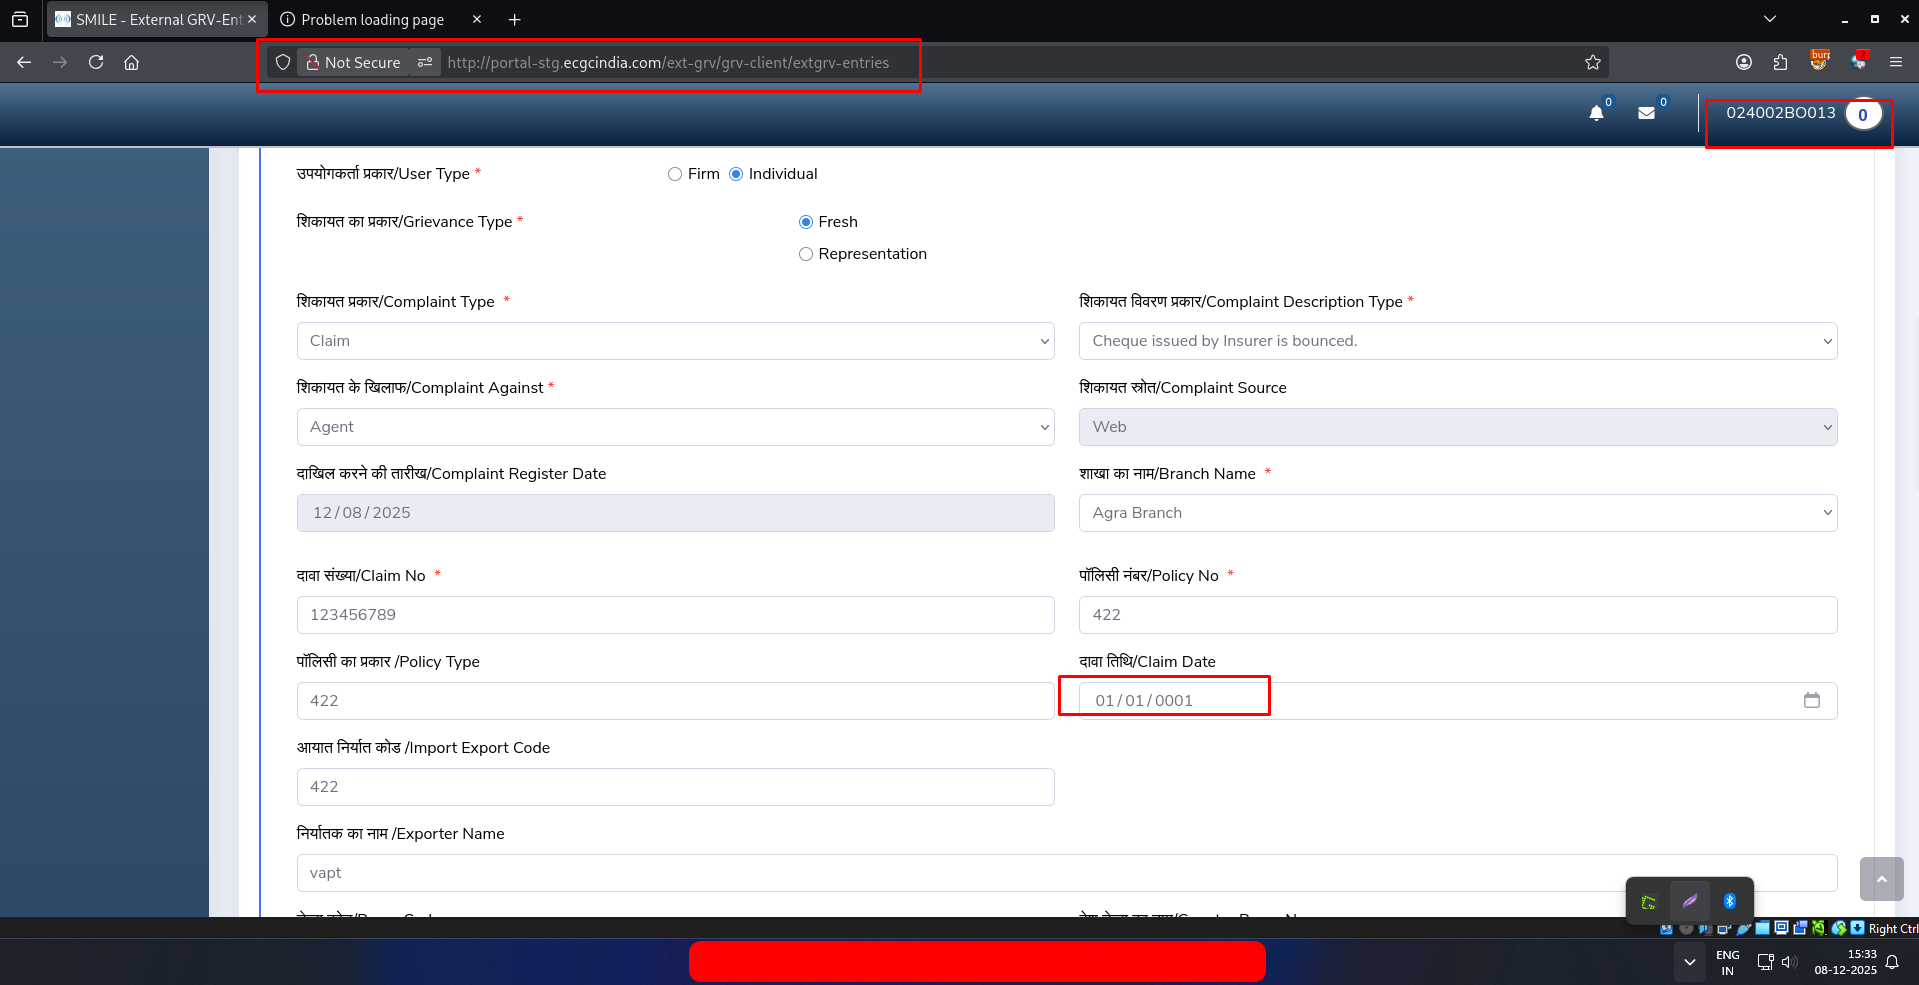 SMILE - External GRV-Ent
Problem loading page
Not Secure
http://portal-stg.ecgcindia.com/ext-grv/grv-client/extgrv-entries
burp
2
0
0
024002BO013
0
उपयोगकर्ता प्रकार/User Type *
Firm
Individual
शिकायत का प्रकार/Grievance Type *
Fresh
Representation
शिकायत प्रकार/Complaint Type *
शिकायत विवरण प्रकार/Complaint Description Type *
Claim
Cheque issued by Insurer is bounced.
शिकायत के खिलाफ/Complaint Against *
शिकायत स्रोत/Complaint Source
Agent
Web
दाखिल करने की तारीख/Complaint Register Date
शाखा का नाम/Branch Name *
12/08/2025
Agra Branch
दावा संख्या/Claim No *
पॉलिसी नंबर/Policy No *
123456789
422
पॉलिसी का प्रकार /Policy Type
दावा तिथि/Claim Date
422
01/01/0001
आयात निर्यात कोड /Import Export Code
422
निर्यातक का नाम /Exporter Name
vapt
Right Ctrl
ENG
IN
15:33
08-12-2025